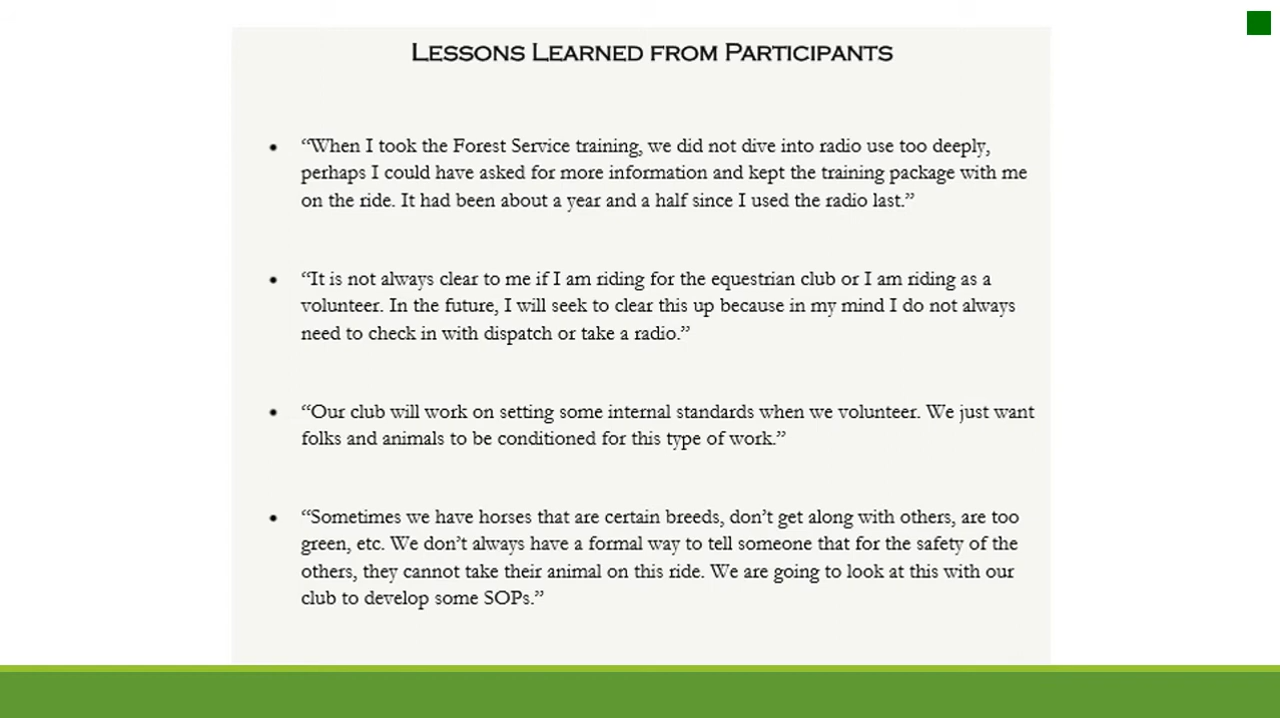 Lessons Learned from Participants
• “When I took the Forest Service training, we did not dive into radio use too deeply,
perhaps I could have asked for more information and kept the training package with me
on the ride. It had been about a year and a half since I used the radio last.”
• “It is not always clear to me if I am riding for the equestrian club or I am riding as a
volunteer. In the future, I will seek to clear this up because in my mind I do not always
need to check in with dispatch or take a radio.”
• “Our club will work on setting some internal standards when we volunteer. We just want
folks and animals to be conditioned for this type of work.”
• “Sometimes we have horses that are certain breeds, don’t get along with others, are too
green, etc. We don’t always have a formal way to tell someone that for the safety of the
others, they cannot take their animal on this ride. We are going to look at this with our
club to develop some SOPs.”